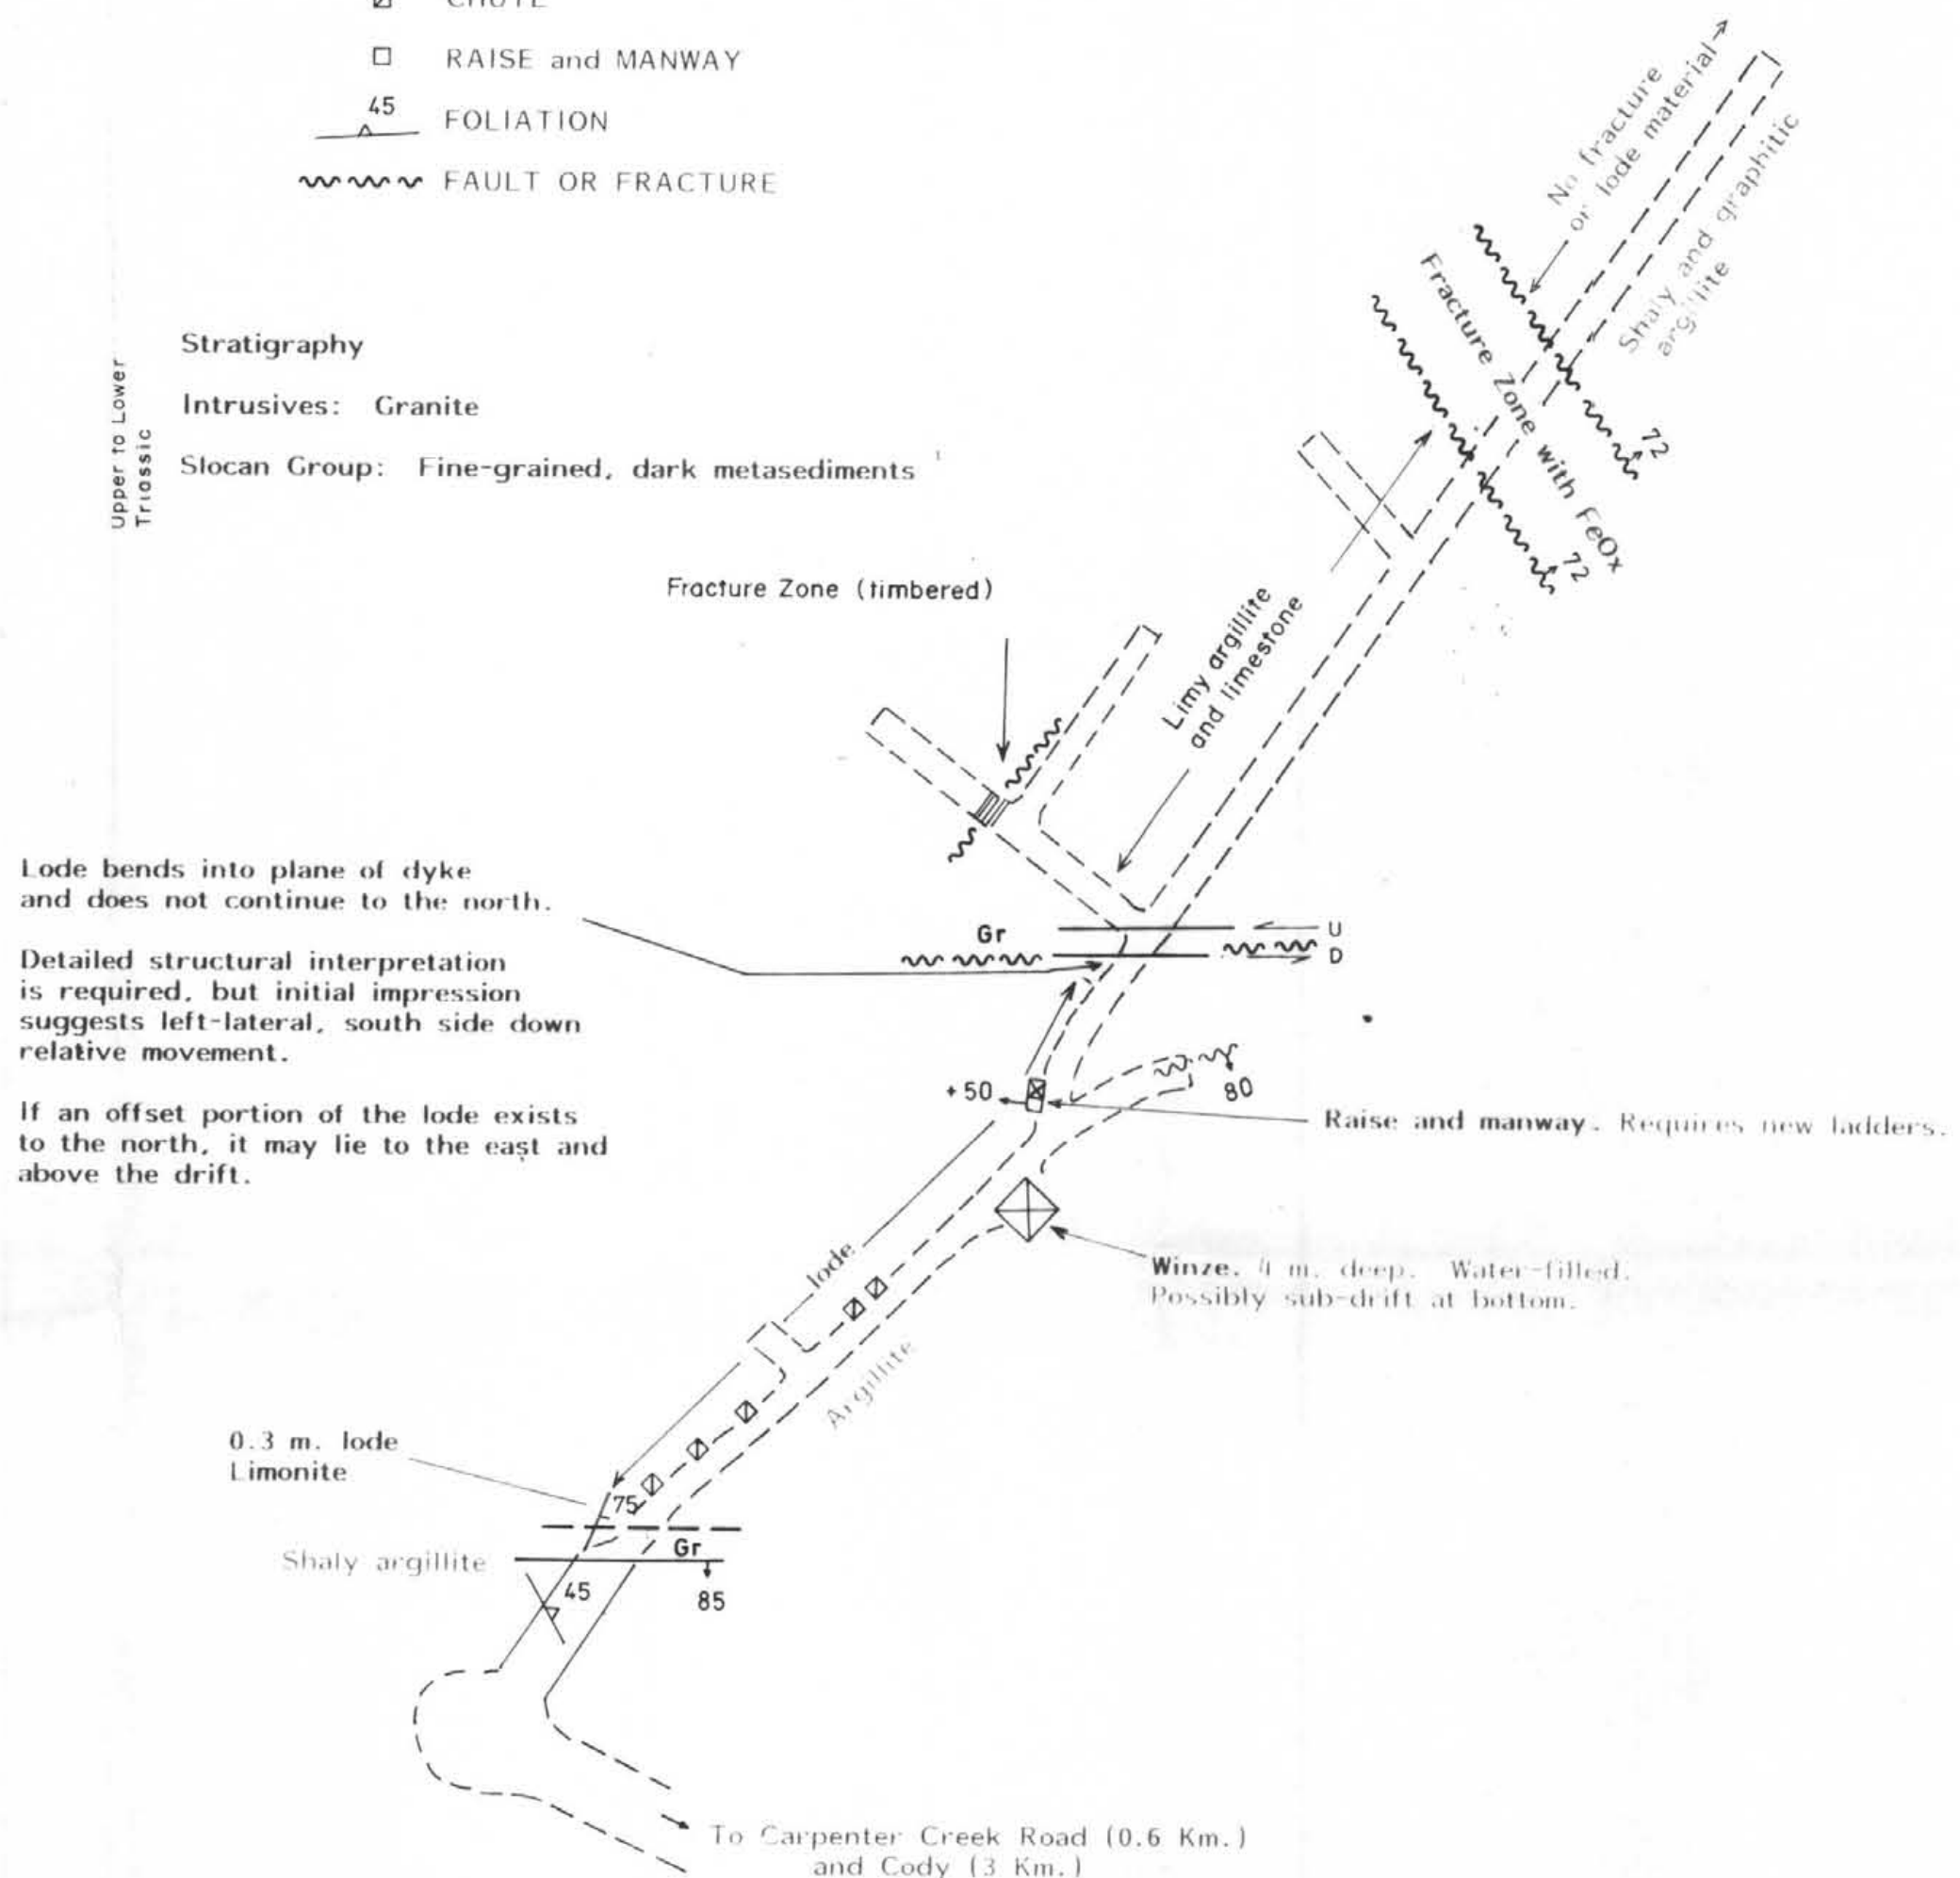 CHUTE
RAISE and MANWAY
45
FOLIATION
FAULT OR FRACTURE
No fracture
or lode material
Shaly and graphitic
argillite
Fracture Zone with FeOx
72
72
Upper to Lower
Triassic
Stratigraphy
Intrusives: Granite
Slocan Group: Fine-grained, dark metasediments
Fracture Zone (timbered)
Limy argillite
and limestone
Lode bends into plane of dyke
and does not continue to the north.
Detailed structural interpretation
is required, but initial impression
suggests left-lateral, south side down
relative movement.
If an offset portion of the lode exists
to the north, it may lie to the east and
above the drift.
Gr
U
D
+50
80
Raise and manway. Requires new ladders.
lode
Winze. 4 m. deep. Water-filled.
Possibly sub-drift at bottom.
Argillite
0.3 m. lode
Limonite
75
Gr
Shaly argillite
45
85
To Carpenter Creek Road (0.6 Km.)
and Cody (3 Km.)